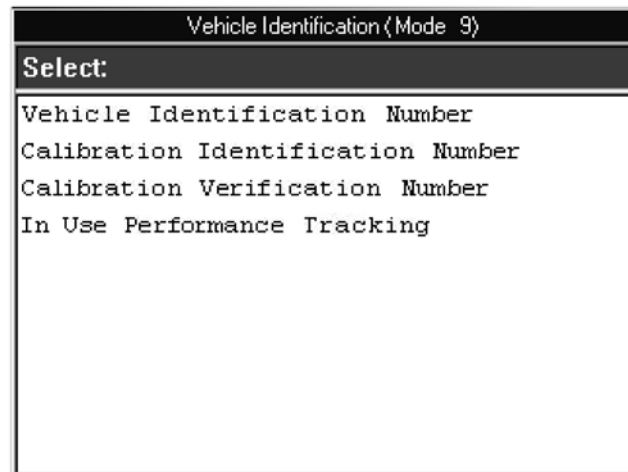 Vehicle Identification (Mode 9)
Select:
Vehicle Identification Number
Calibration Identification Number
Calibration Verification Number
In Use Performance Tracking